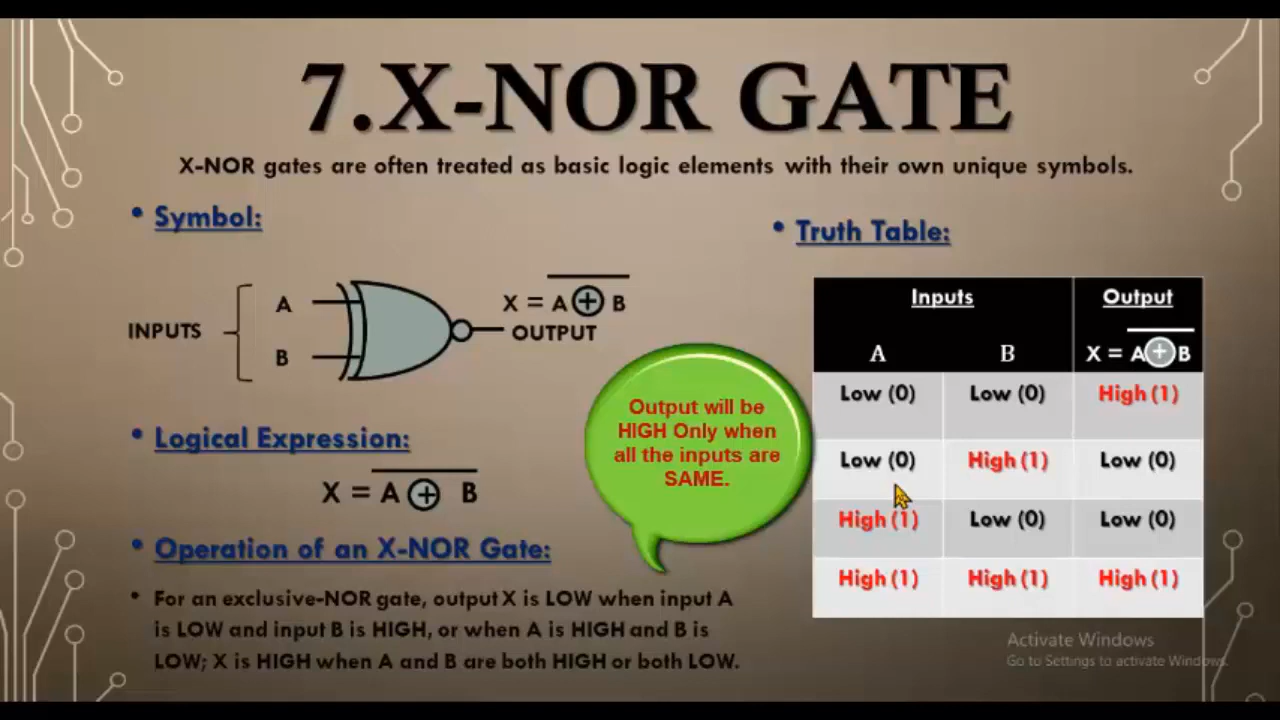 7.X-NOR GATE
X-NOR gates are often treated as basic logic elements with their own unique symbols.
• Symbol:
INPUTS
A
B
X = A ⊕ B
OUTPUT
• Logical Expression:
X = A ⊕ B
• Operation of an X-NOR Gate:
• For an exclusive-NOR gate, output X is LOW when input A
is LOW and input B is HIGH, or when A is HIGH and B is
LOW; X is HIGH when A and B are both HIGH or both LOW.
Output will be
HIGH Only when
all the inputs are
SAME.
• Truth Table:
Inputs Output
A B X = A ⊕ B
Low (0) Low (0) High (1)
Low (0) High (1) Low (0)
High (1) Low (0) Low (0)
High (1) High (1) High (1)
Activate Windows
Go to Settings to activate Windows.